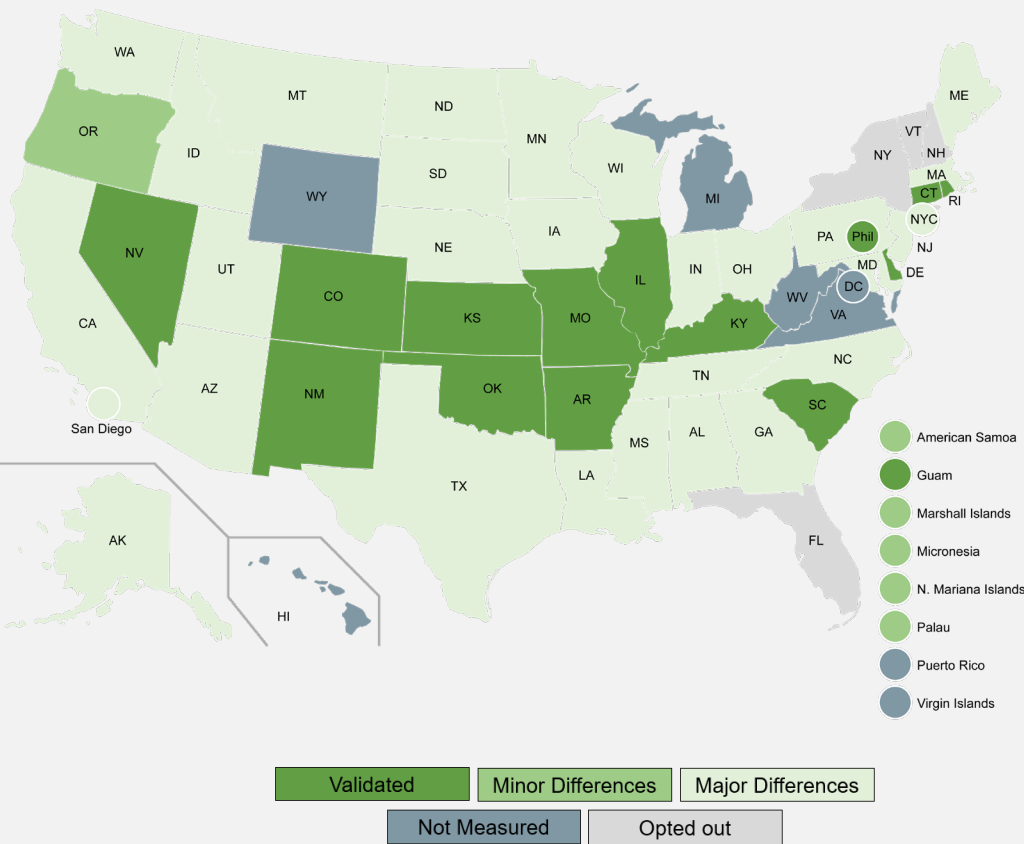 WA
MT
ND
MN
ME
OR
ID
SD
WI
VT
NH
NY
WY
MI
MA
CT
RI
NYC
NV
UT
NE
IA
IN
OH
PA
Phil
NJ
MD
DE
CO
KS
MO
IL
WV
DC
VA
KY
CA
AZ
NM
OK
AR
TN
NC
SC
San Diego
MS
AL
GA
TX
LA
FL
AK
HI
American Samoa
Guam
Marshall Islands
Micronesia
N. Mariana Islands
Palau
Puerto Rico
Virgin Islands
Validated
Minor Differences
Major Differences
Not Measured
Opted out